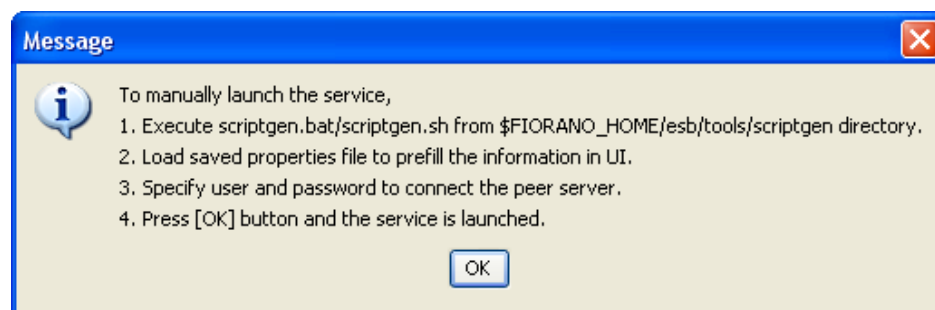 Message
To manually launch the service,
1. Execute scriptgen.bat/scriptgen.sh from $FIORANO_HOME/esb/tools/scriptgen directory.
2. Load saved properties file to prefill the information in UI.
3. Specify user and password to connect the peer server.
4. Press [OK] button and the service is launched.
OK